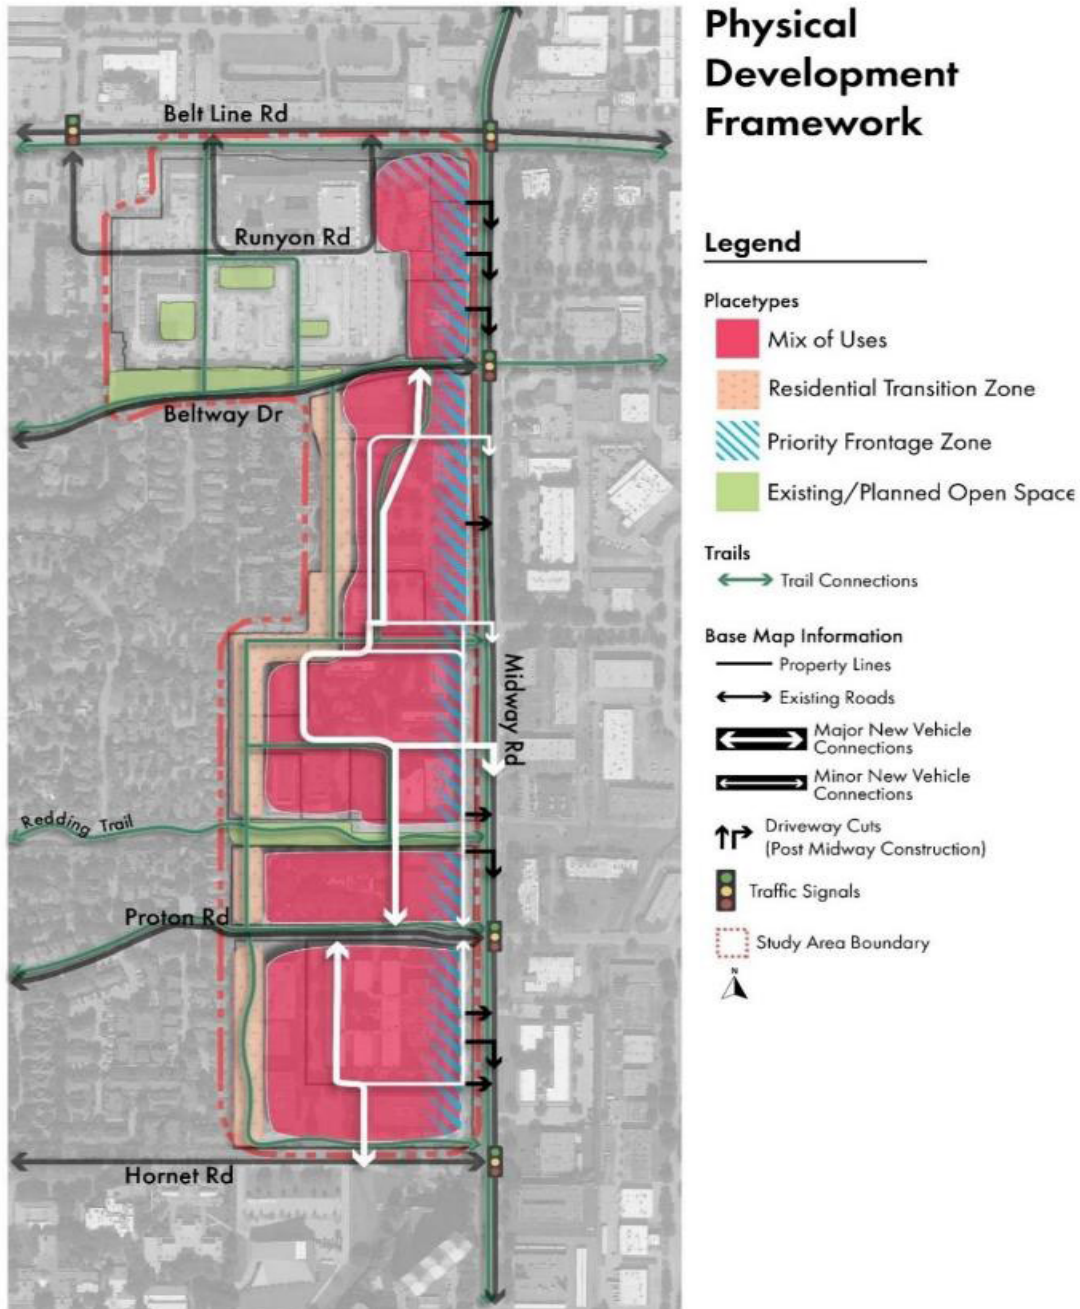 Physical
Development
Framework
Belt Line Rd
Runyon Rd
Beltway Dr
Midway Rd
Redding Trail
Proton Rd
Hornet Rd
Legend
Placetypes
Mix of Uses
Residential Transition Zone
Priority Frontage Zone
Existing/Planned Open Space
Trails
Trail Connections
Base Map Information
Property Lines
Existing Roads
Major New Vehicle
Connections
Minor New Vehicle
Connections
Driveway Cuts
(Post Midway Construction)
Traffic Signals
Study Area Boundary
N